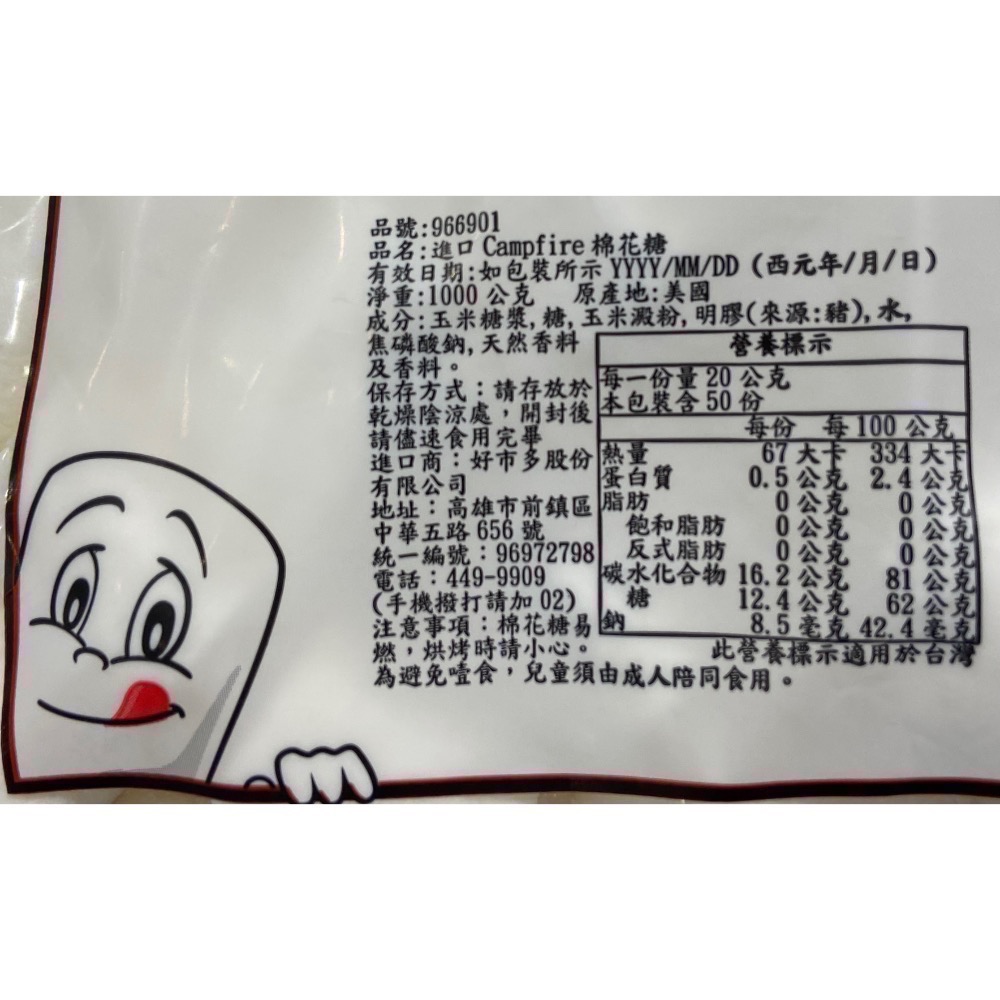 品號:966901
品名:進口 Campfire 棉花糖
有效日期:如包裝所示 YYYY/MM/DD (西元年/月/日)
淨重:1000 公克 原產地:美國
成分:玉米糖漿, 糖, 玉米澱粉, 明膠(來源:豬), 水,
焦磷酸鈉, 天然香料
及香料。
保存方式:請存放於
乾燥陰涼處,開封後
請儘速食用完畢
進口商:好市多股份
有限公司
地址:高雄市前鎮區
中華五路 656 號
統一編號:96972798
電話:449-9909
(手機撥打請加 02)
注意事項:棉花糖易
燃,烘烤時請小心。
為避免噎食,兒童須由成人陪同食用。
營養標示
每一份量 20 公克
本包裝含 50 份
每份 每 100 公克
熱量 67 大卡 334 大卡
蛋白質 0.5 公克 2.4 公克
脂肪 0 公克 0 公克
飽和脂肪 0 公克 0 公克
反式脂肪 0 公克 0 公克
碳水化合物 16.2 公克 81 公克
糖 12.4 公克 62 公克
鈉 8.5 毫克 42.4 毫克
此營養標示適用於台灣